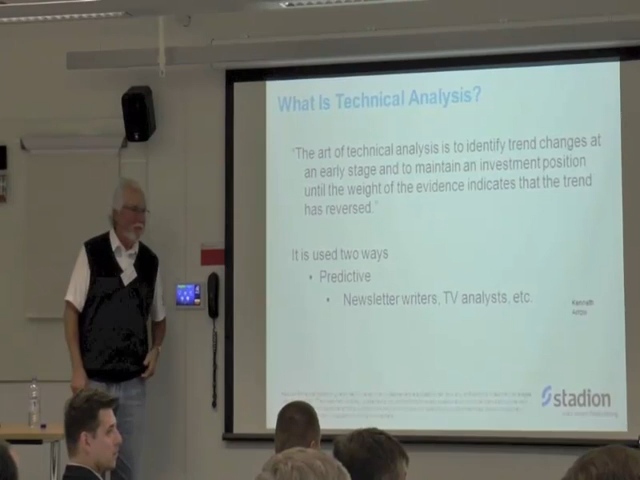 What Is Technical Analysis?
"The art of technical analysis is to identify trend changes at
an early stage and to maintain an investment position
until the weight of the evidence indicates that the trend
has reversed."
It is used two ways
• Predictive
• Newsletter writers, TV analysts, etc.
Kenneth
stadion